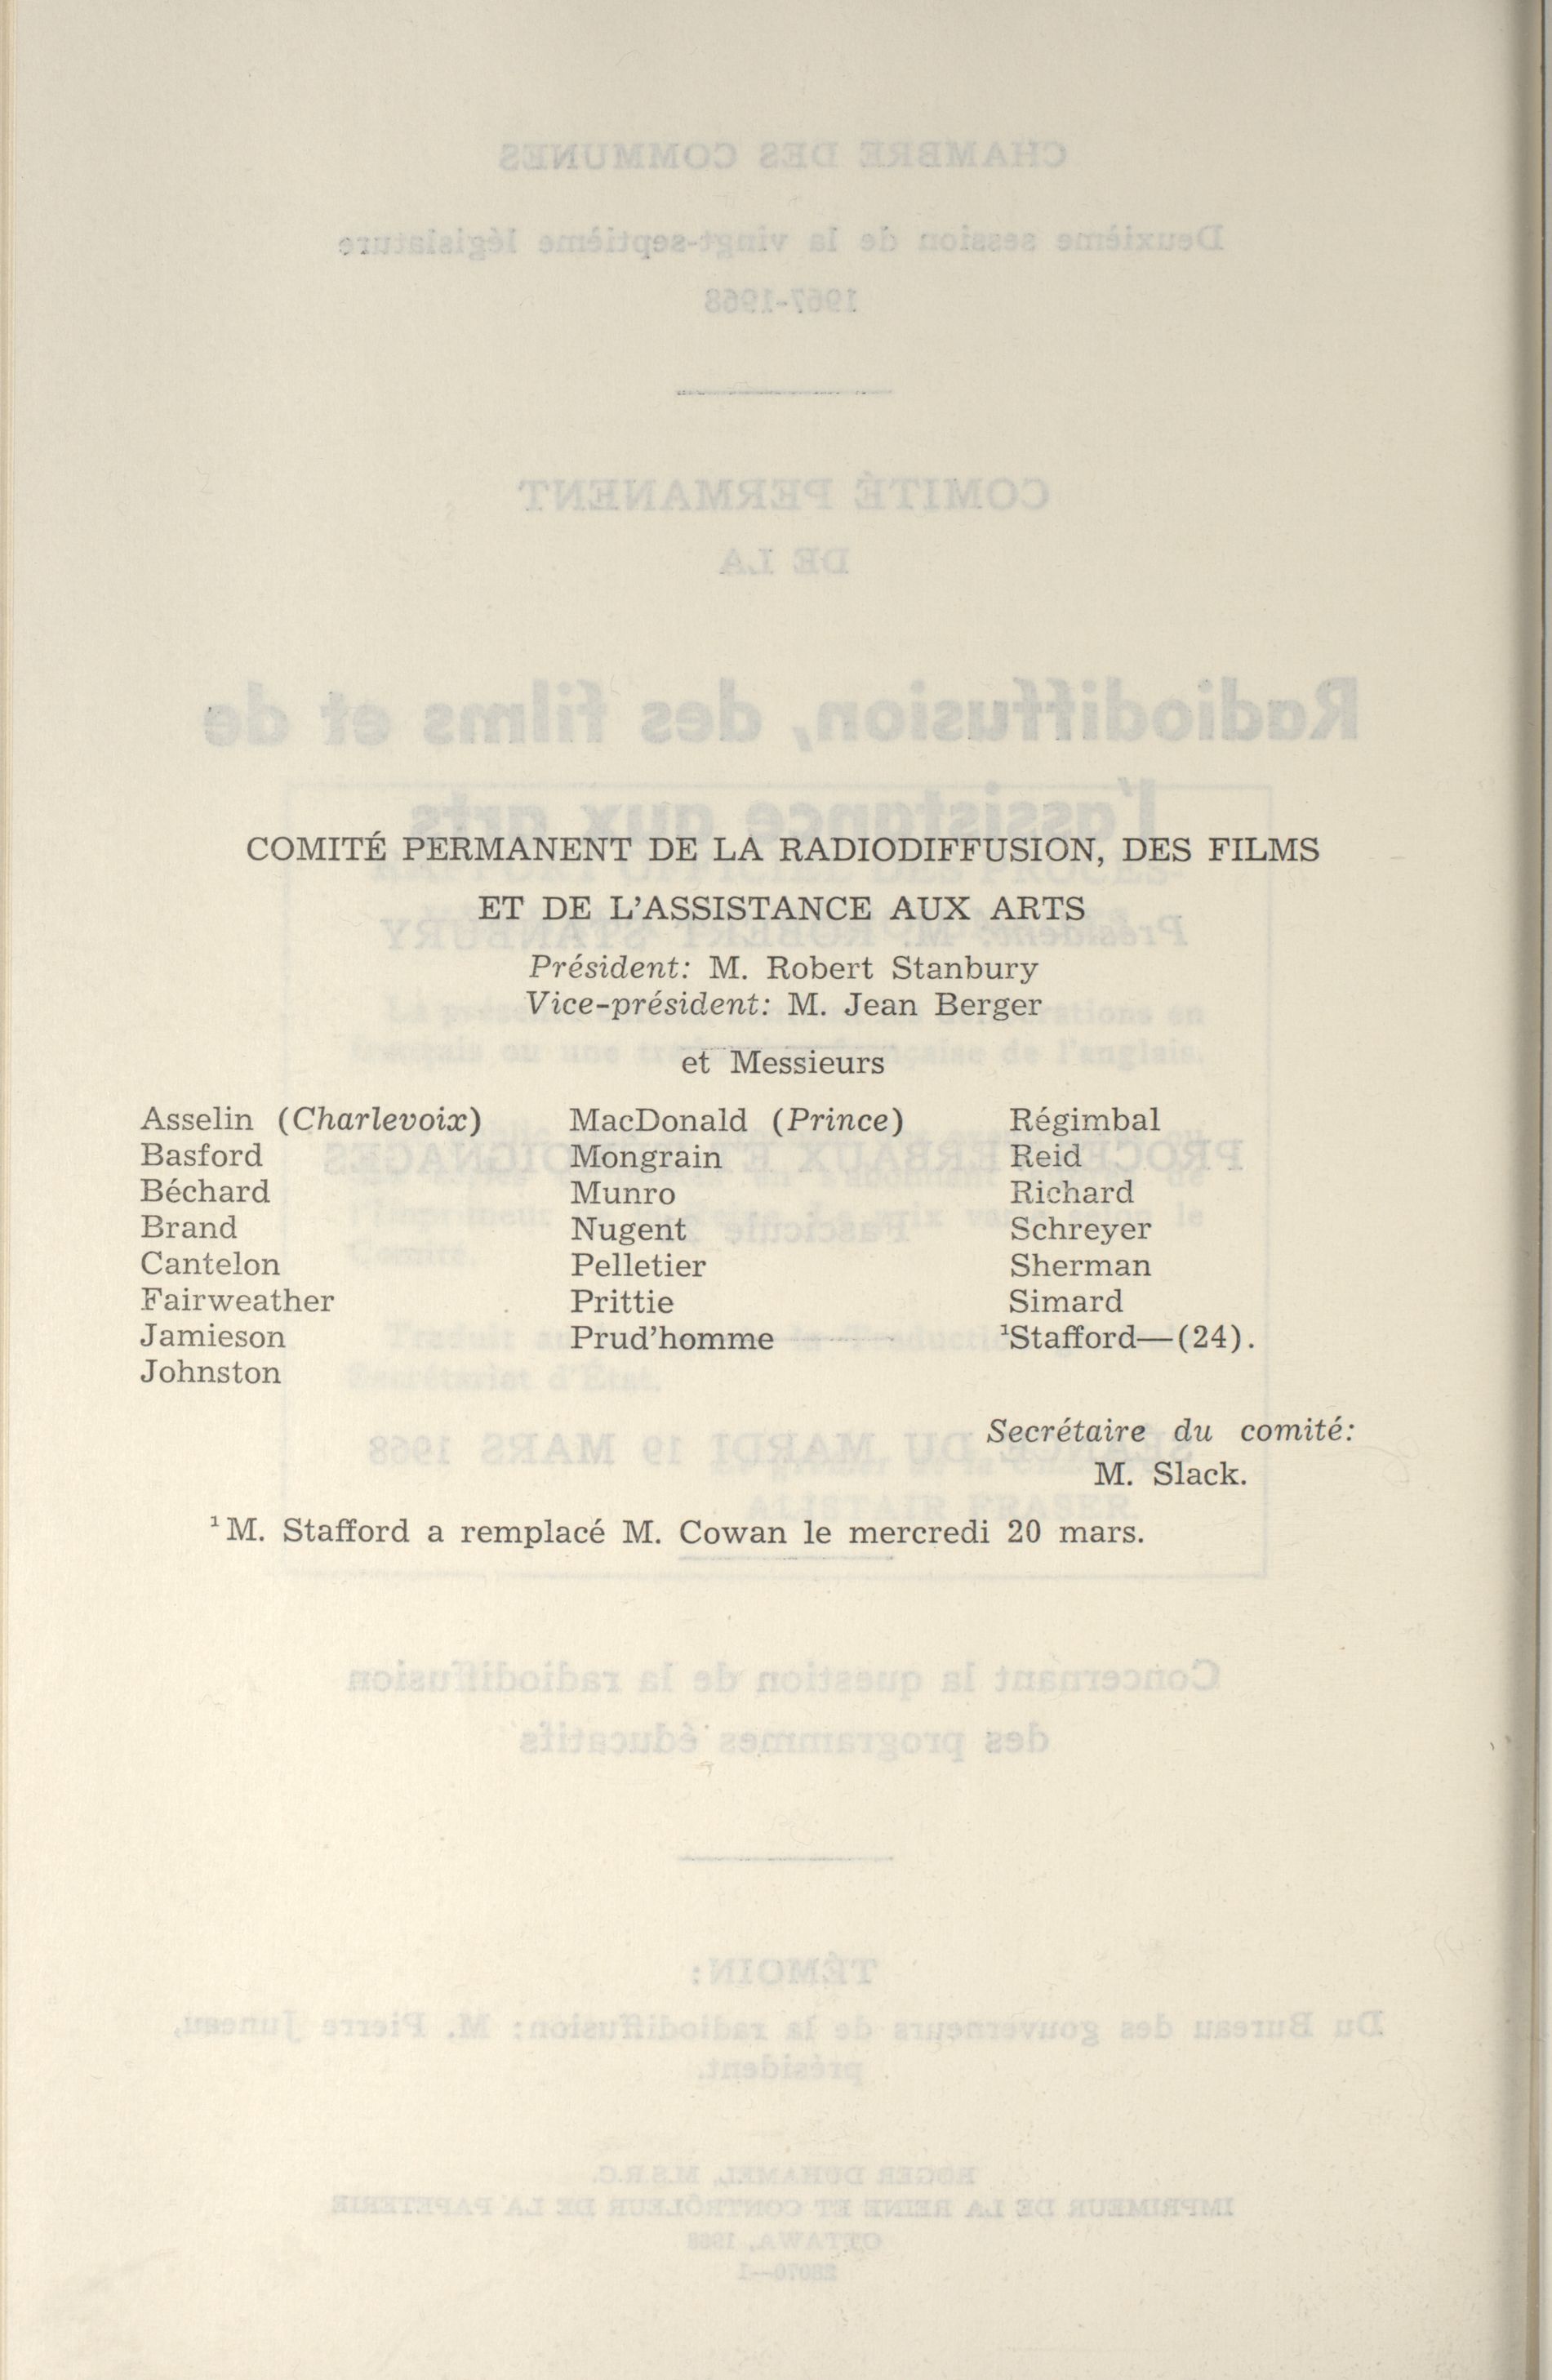 COMITÉ PERMANENT DE LA RADIODIFFUSION, DES FILMS
ET DE L'ASSISTANCE AUX ARTS
Président: M. Robert Stanbury
Vice-président: M. Jean Berger
et Messieurs
Asselin (Charlevoix)
Basford
Béchard
Brand
Cantelon
Fairweather
Jamieson
Johnston
MacDonald (Prince)
Mongrain
Munro
Nugent
Pelletier
Prittie
Prud'homme
Régimbal
Reid
Richard
Schreyer
Sherman
Simard
¹Stafford—(24).
Secrétaire du comité:
M. Slack.
¹ M. Stafford a remplacé M. Cowan le mercredi 20 mars.